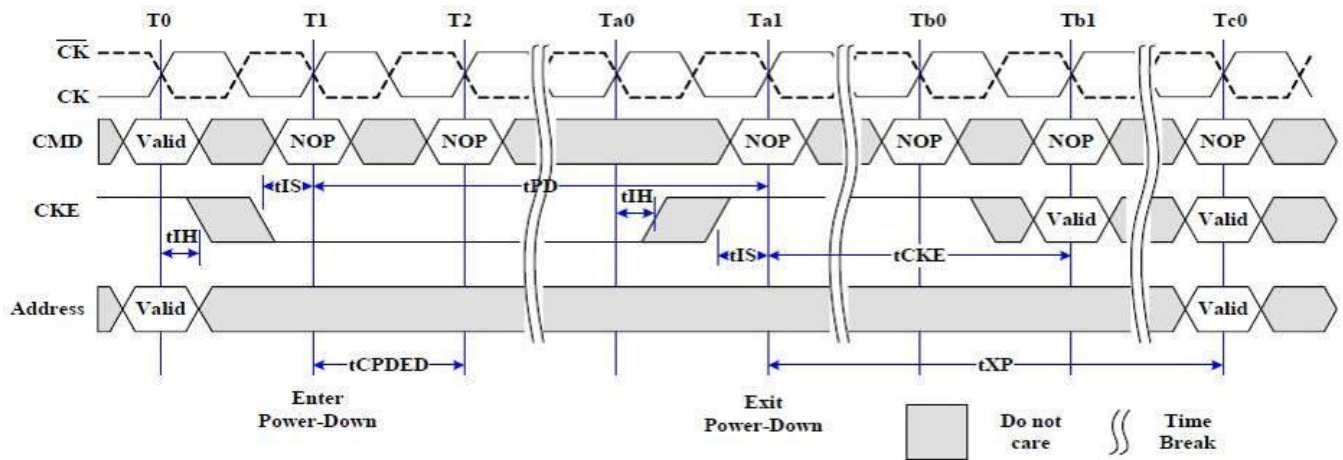 T0 T1 T2 Ta0 Ta1 Tb0 Tb1 Tc0
CK
CK
CMD Valid NOP NOP NOP NOP NOP NOP
tIS tPD tIH
CKE Valid Valid
tIH tIS tCKE
Address Valid Valid
tCPDED tXP
Enter
Power-Down
Exit
Power-Down
Do not
care
Time
Break